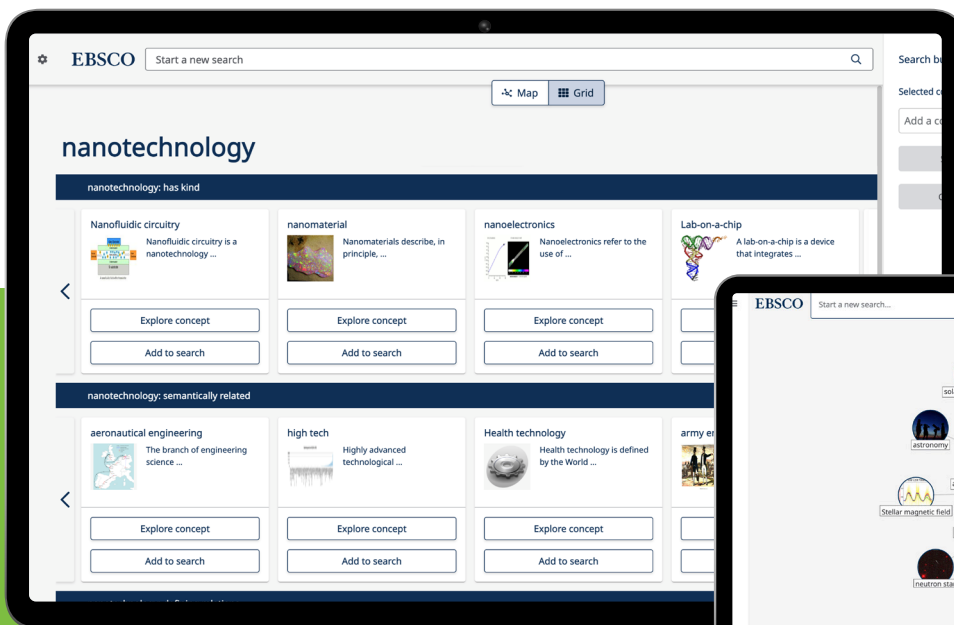 EBSCO
Start a new search
Search
Selected
Add a
Map
Grid
nanotechnology
nanotechnology: has kind
Nanofluidic circuitry
Nanofluidic circuitry is a
nanotechnology ...
Explore concept
Add to search
nanomaterial
Nanomaterials describe, in
principle, ...
Explore concept
Add to search
nanoelectronics
Nanoelectronics refer to the
use of ...
Explore concept
Add to search
Lab-on-a-chip
A lab-on-a-chip is a device
that integrates ...
nanotechnology: semantically related
aeronautical engineering
The branch of engineering
science ...
Explore concept
Add to search
high tech
Highly advanced
technological ...
Explore concept
Add to search
Health technology
Health technology is defined
by the World ...
Explore concept
Add to search
army
EBSCO
Start a new search...
astronomy
Stellar magnetic field
neutron